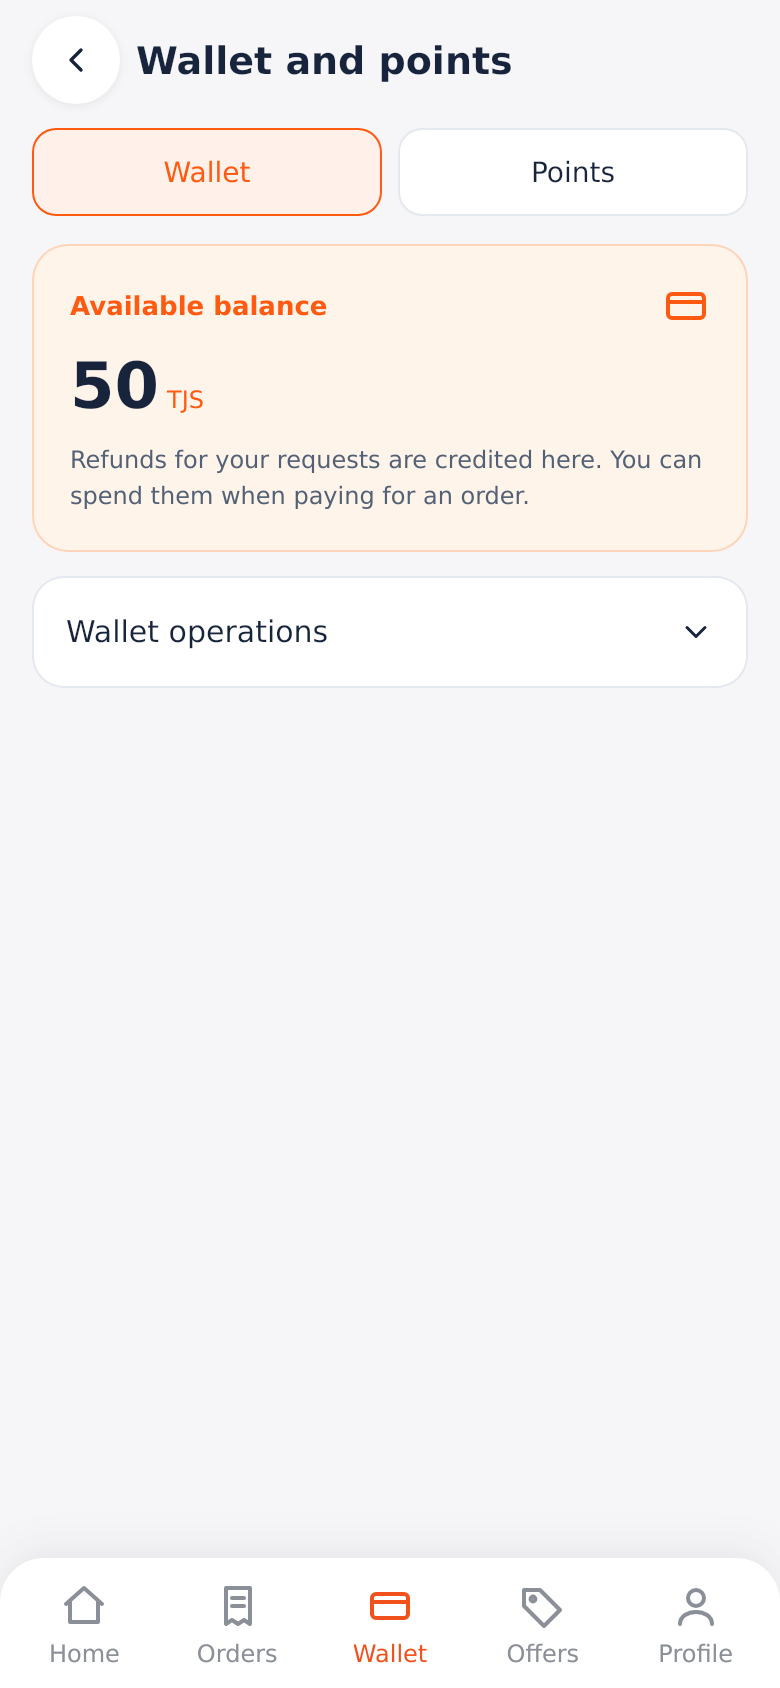 Wallet and points
Wallet
Points
Available balance
50 TJS
Refunds for your requests are credited here. You can
spend them when paying for an order.
Wallet operations
Home
Orders
Wallet
Offers
Profile